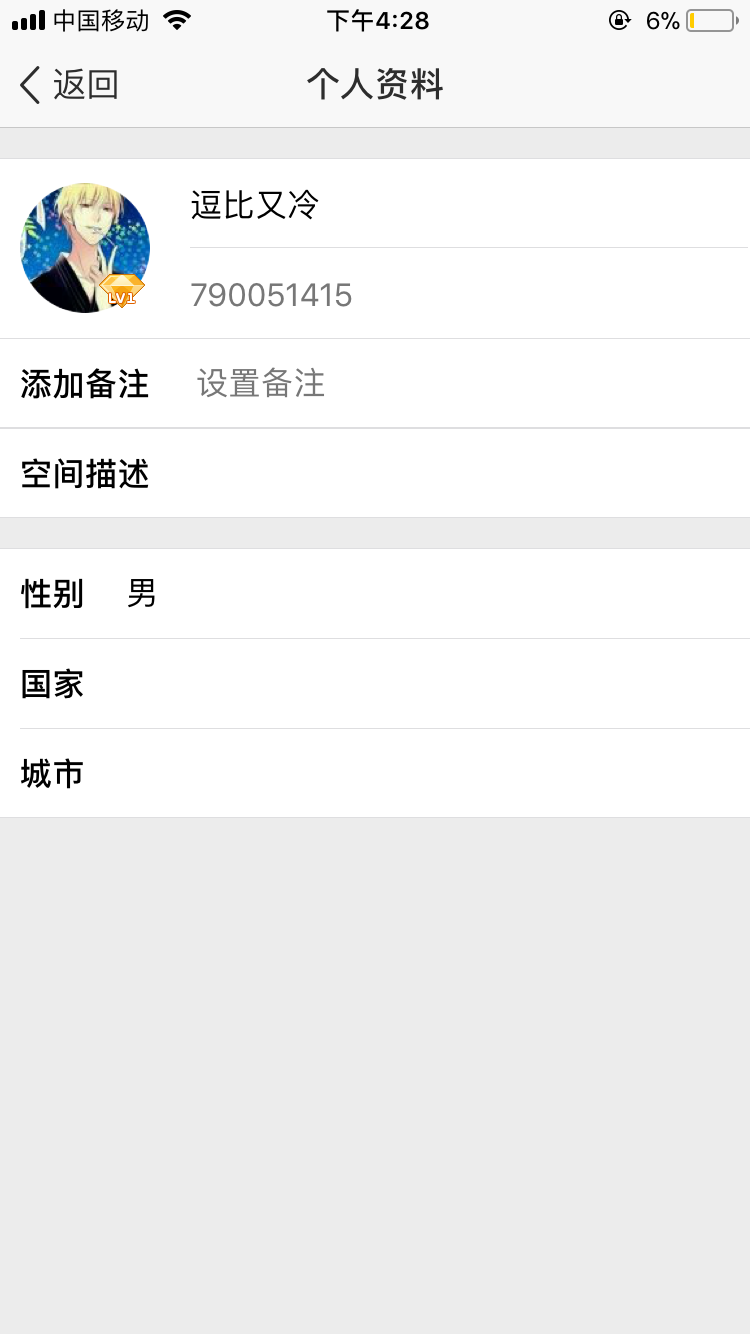 中国移动 下午4:28 6%
返回 个人资料
逗比又冷
LV1
790051415
添加备注 设置备注
空间描述
性别 男
国家
城市